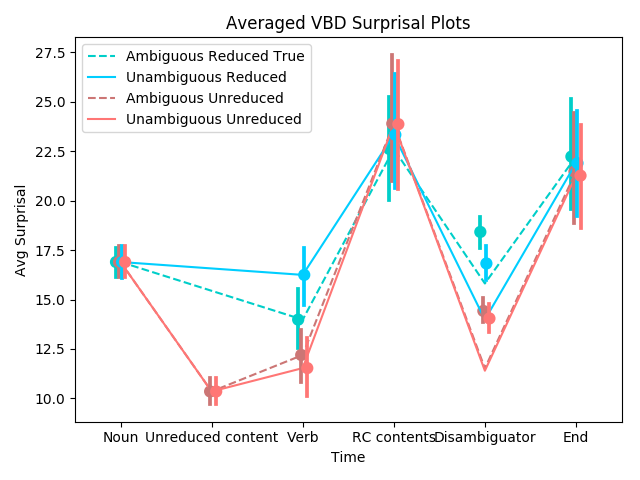 Averaged VBD Surprisal Plots
Ambiguous Reduced True
Unambiguous Reduced
Ambiguous Unreduced
Unambiguous Unreduced
Avg Surprisal
27.5
25.0
22.5
20.0
17.5
15.0
12.5
10.0
Noun Unreduced content Verb RC contents Disambiguator End
Time